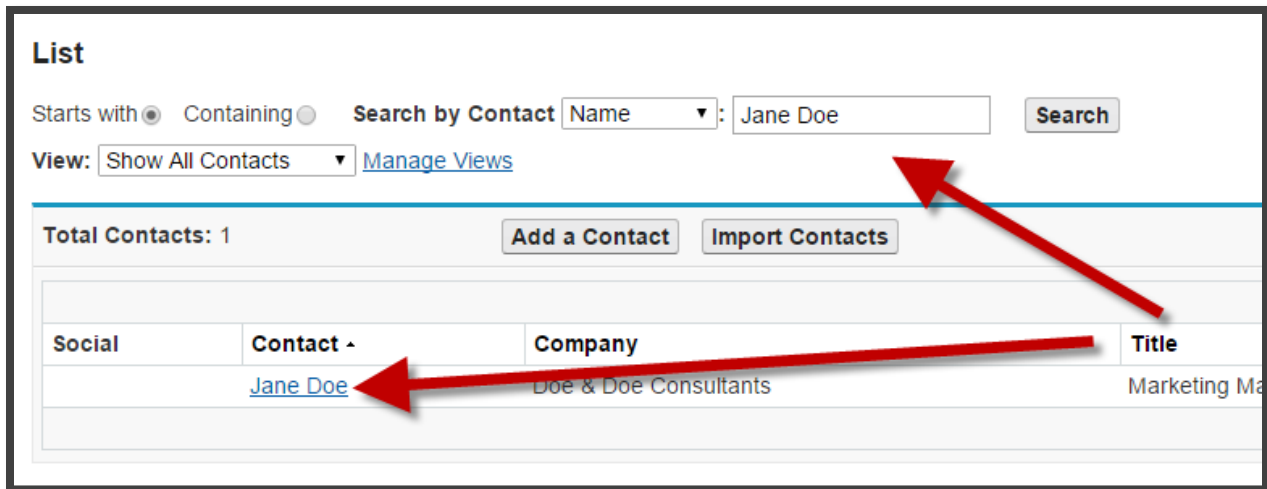 List
Starts with Containing Search by Contact Name : Jane Doe Search
View: Show All Contacts Manage Views
Total Contacts: 1 Add a Contact Import Contacts
Social Contact Company Title
Jane Doe Doe & Doe Consultants Marketing Ma